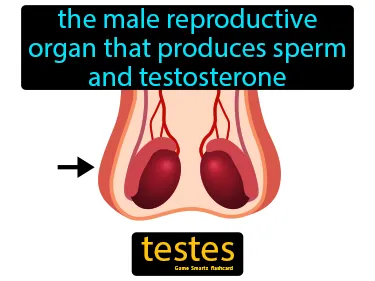 the male reproductive
organ that produces sperm
and testosterone
testes
Game Smartz flashcard